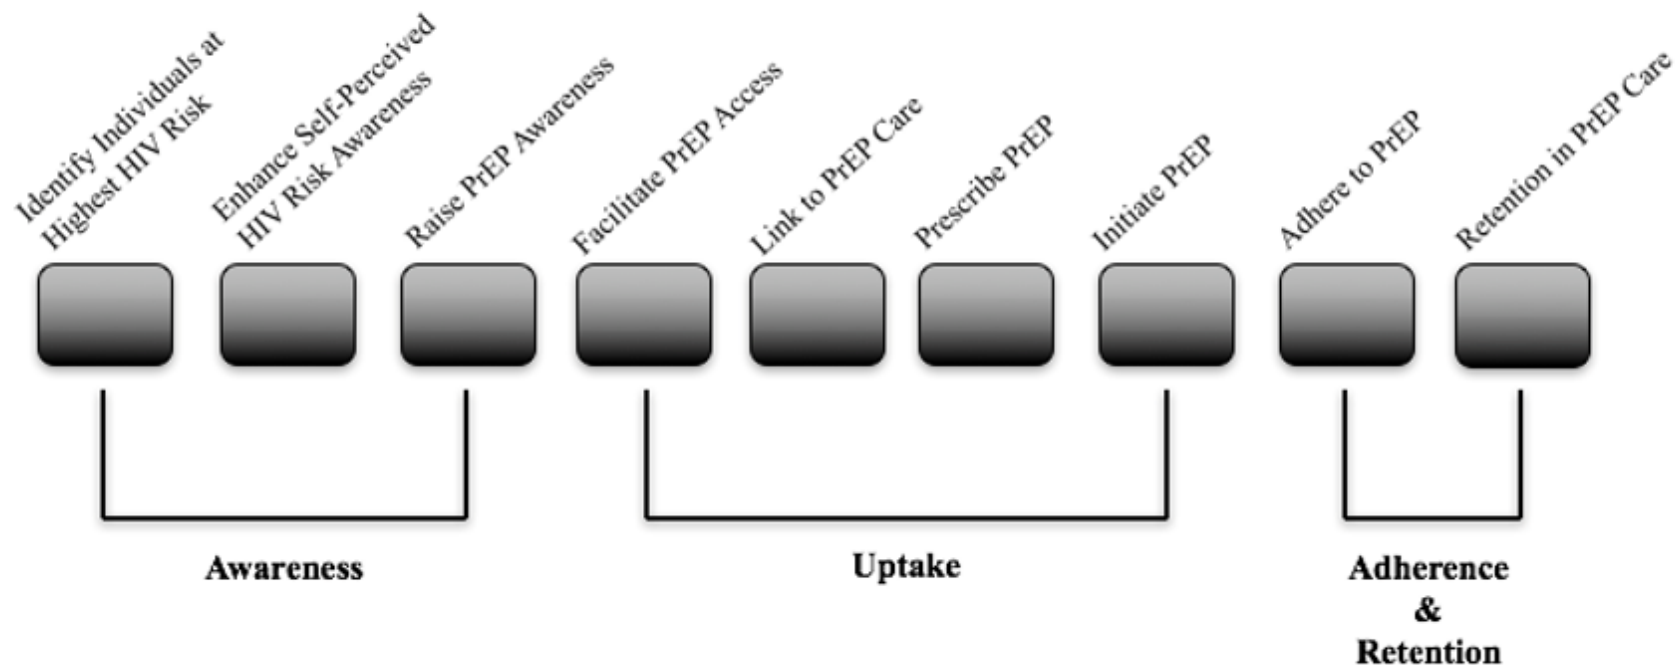 Identify Individuals at
Highest HIV Risk
Enhance Self-Perceived
HIV Risk Awareness
Raise PrEP Awareness
Facilitate PrEP Access
Link to PrEP Care
Prescribe PrEP
Initiate PrEP
Adhere to PrEP
Retention in PrEP Care
Awareness
Uptake
Adherence
&
Retention